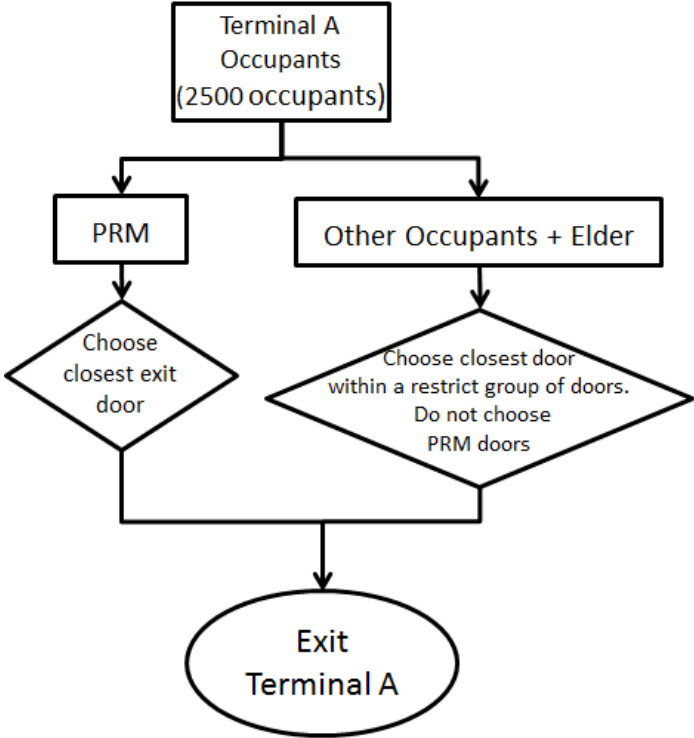 Terminal A
Occupants
(2500 occupants)
PRM
Other Occupants + Elder
Choose
closest exit
door
Choose closest door
within a restrict group of doors.
Do not choose
PRM doors
Exit
Terminal A